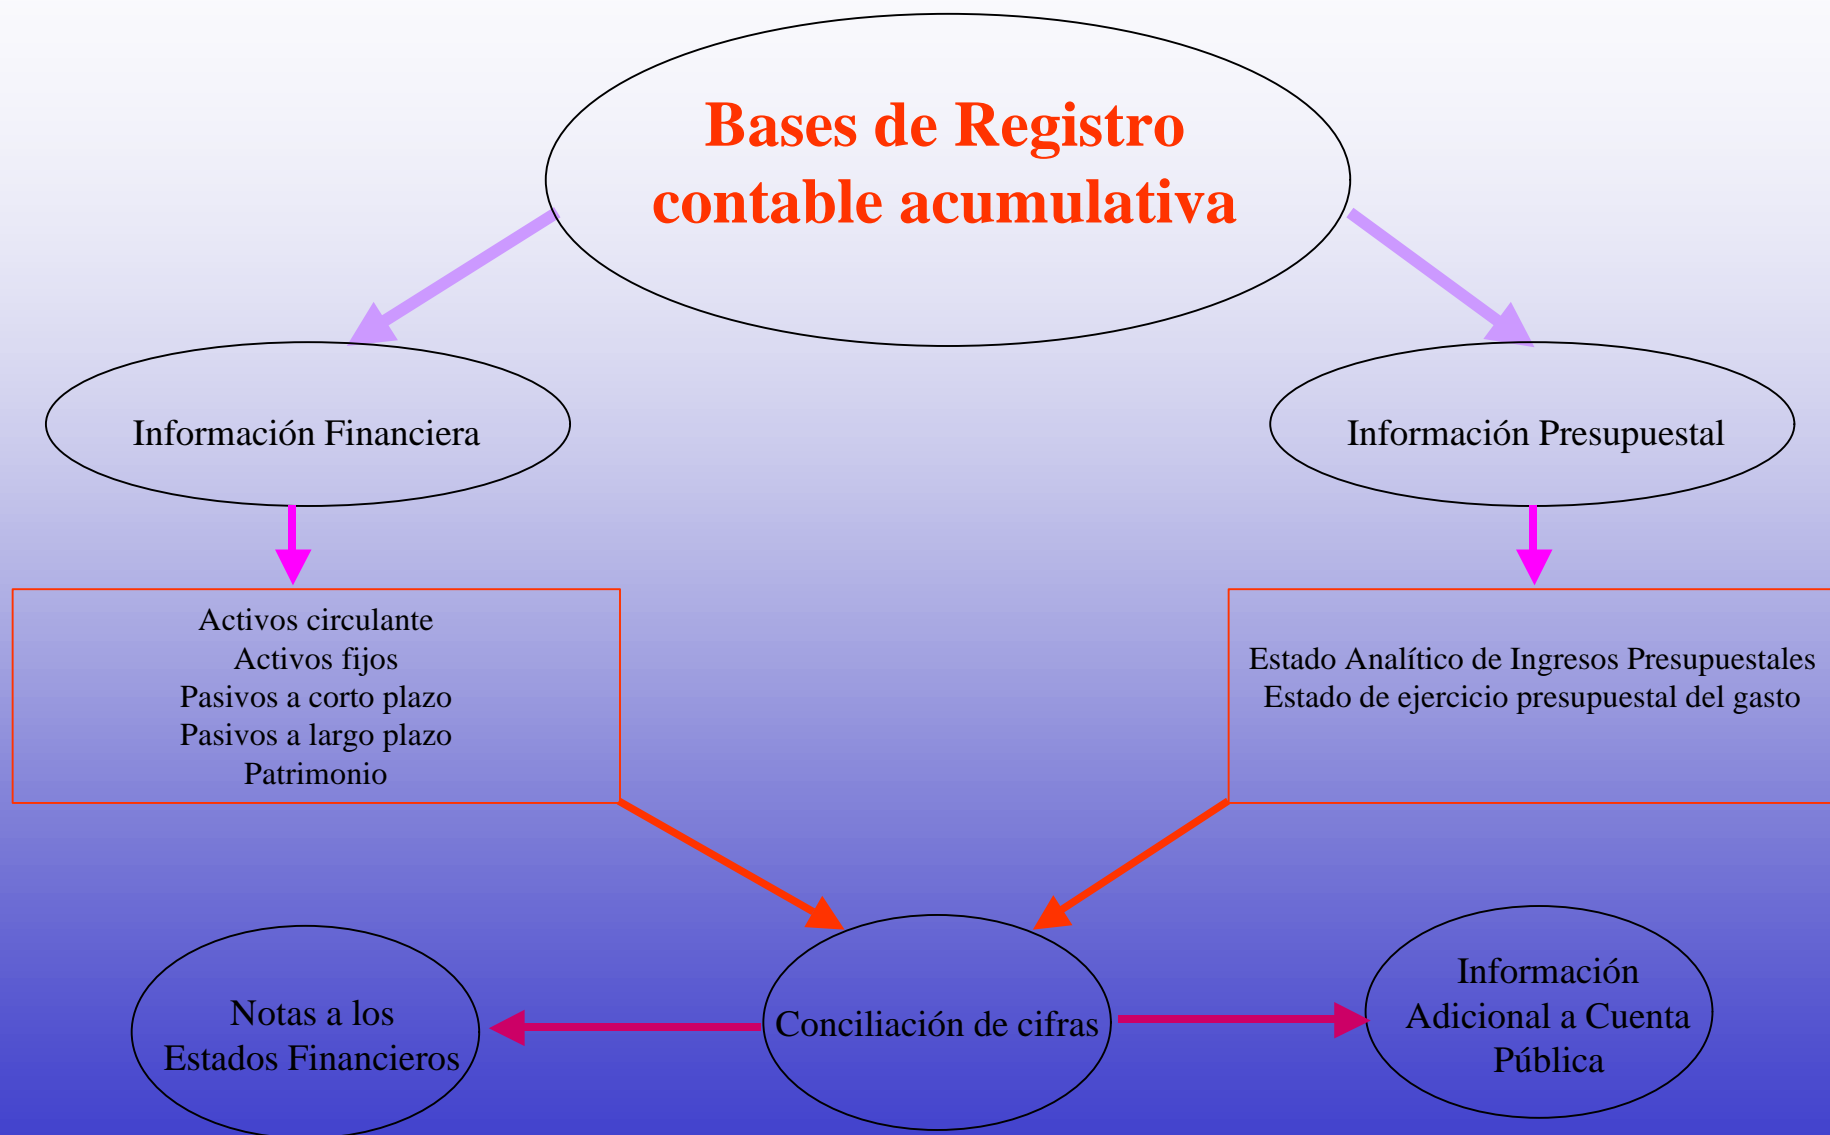 Bases de Registro
contable acumulativa
Información Financiera
Información Presupuestal
Activos circulante
Activos fijos
Pasivos a corto plazo
Pasivos a largo plazo
Patrimonio
Estado Analítico de Ingresos Presupuestales
Estado de ejercicio presupuestal del gasto
Notas a los
Estados Financieros
Conciliación de cifras
Información
Adicional a Cuenta
Pública